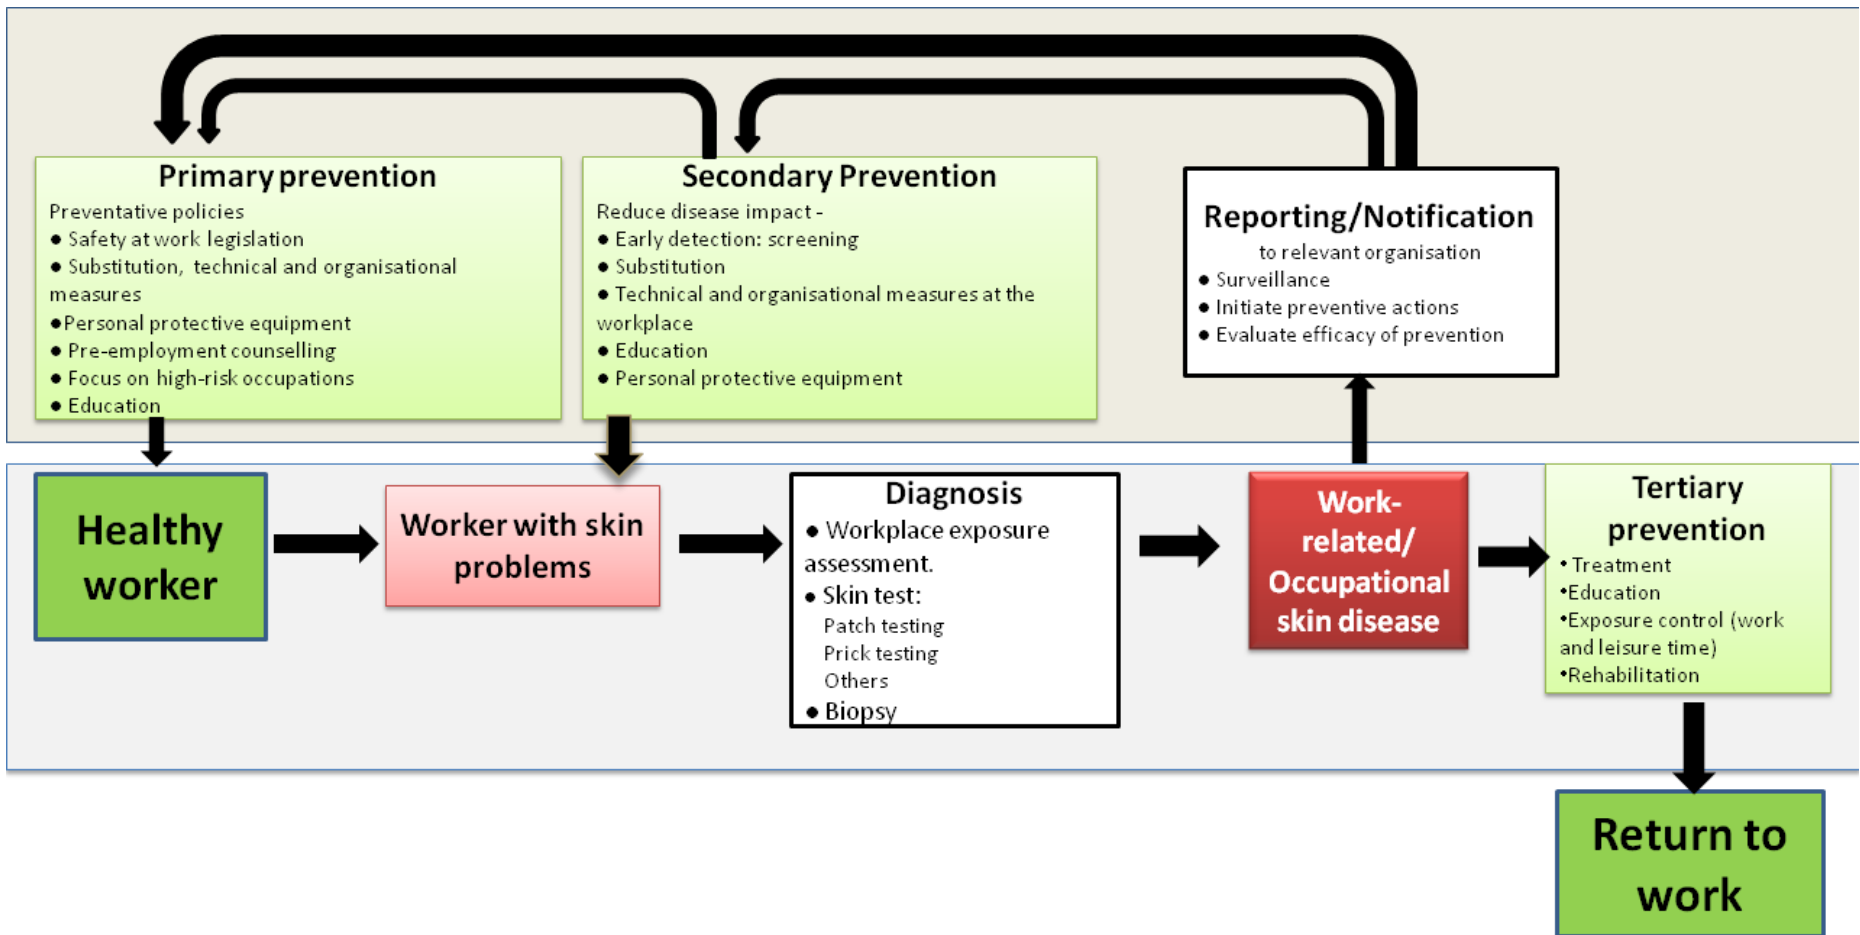 Primary prevention
Preventative policies
● Safety at work legislation
● Substitution, technical and organisational
measures
●Personal protective equipment
● Pre-employment counselling
● Focus on high-risk occupations
● Education
Secondary Prevention
Reduce disease impact -
● Early detection: screening
● Substitution
● Technical and organisational measures at the
workplace
● Education
● Personal protective equipment
Reporting/Notification
to relevant organisation
● Surveillance
● Initiate preventive actions
● Evaluate efficacy of prevention
Healthy
worker
Worker with skin
problems
Diagnosis
● Workplace exposure
assessment.
● Skin test:
Patch testing
Prick testing
Others
● Biopsy
Work-
related/
Occupational
skin disease
Tertiary
prevention
• Treatment
•Education
•Exposure control (work
and leisure time)
•Rehabilitation
Return to
work